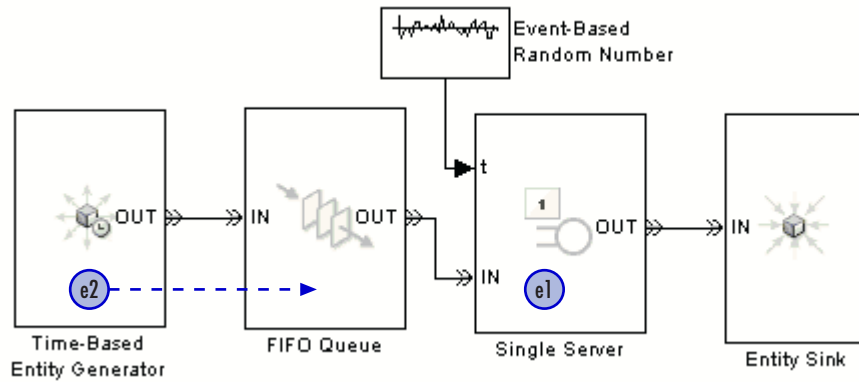 Event-Based
Random Number
OUT
IN
OUT
t
IN
1
OUT
IN
e2
e1
Time-Based
Entity Generator
FIFO Queue
Single Server
Entity Sink